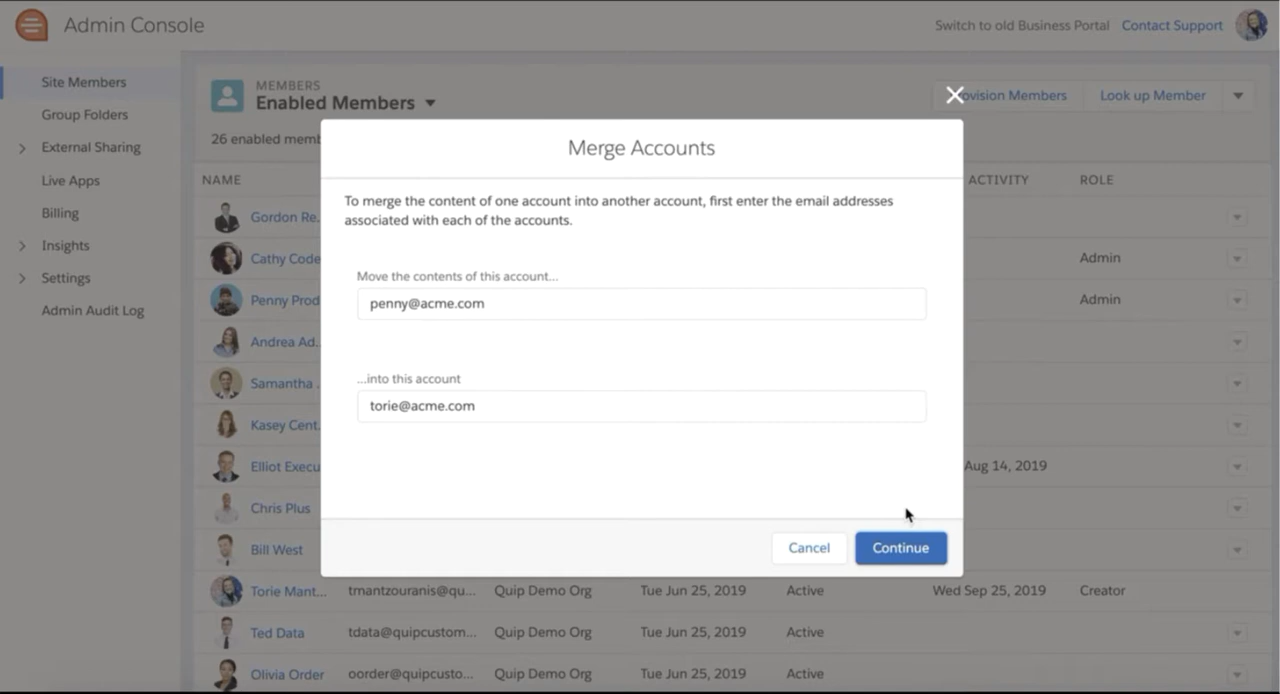 Admin Console
Switch to old Business Portal Contact Support
Site Members
Group Folders
External Sharing
Live Apps
Billing
Insights
Settings
Admin Audit Log
MEMBERS
Enabled Members
Members Look up Member
26 enabled
NAME ACTIVITY ROLE
Gordon Re...
Cathy Code Admin
Penny Prod Admin
Andrea Ad...
Samantha ...
Kasey Cent...
Elliot Execu Aug 14, 2019
Chris Plus
Bill West
Torie Mant... tmantzouranis@qu... Quip Demo Org Tue Jun 25, 2019 Active Wed Sep 25, 2019 Creator
Ted Data tdata@quipcustom... Quip Demo Org Tue Jun 25, 2019 Active
Olivia Order oorder@quipcusto... Quip Demo Org Tue Jun 25, 2019 Active
Merge Accounts
To merge the content of one account into another account, first enter the email addresses
associated with each of the accounts.
Move the contents of this account...
penny@acme.com
...into this account
torie@acme.com
Cancel Continue